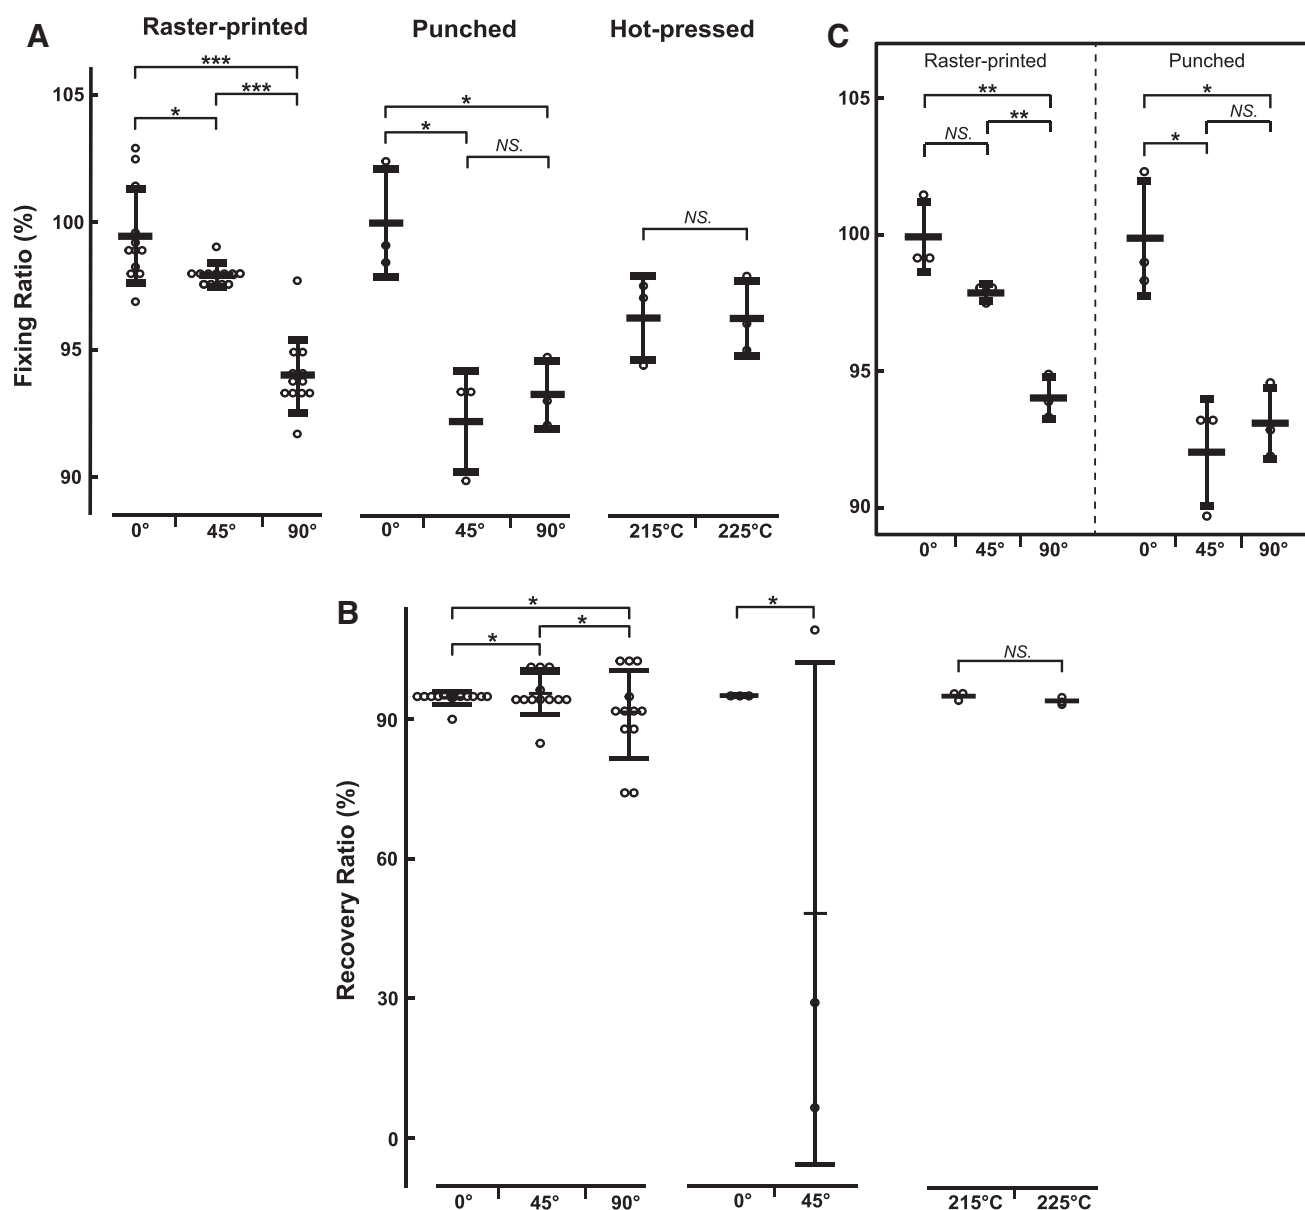 A
Raster-printed
Punched
Hot-pressed
Fixing Ratio (%)
105
100
95
90
***
***
*
*
*
NS.
NS.
0° 45° 90°
0° 45° 90°
215°C 225°C
C
Raster-printed
Punched
105
100
95
90
**
**
NS.
*
NS.
*
0° 45° 90°
0° 45° 90°
B
Recovery Ratio (%)
90
60
30
0
*
*
*
*
NS.
0° 45° 90°
0° 45°
215°C 225°C